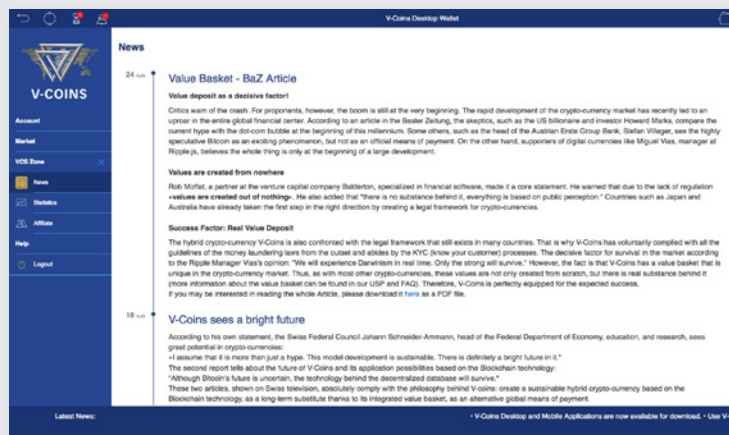 V-Coins Desktop Wallet
V-COINS
Account
Market
VCS Zone
News
Statistics
Affiliate
Help
Logout
News
24 AUG
Value Basket - BaZ Article
Value deposit as a decisive factor!
Critics warn of the crash. For proponents, however, the boom is still at the very beginning. The rapid development of the crypto-currency market has recently led to an
uproar in the entire global financial center. According to an article in the Basler Zeitung, the skeptics, such as the US billionaire and investor Howard Marks, compare the
current hype with the dot-com bubble at the beginning of this millennium. Some others, such as the head of the Austrian Erste Group Bank, Stefan Villager, see the highly
speculative Bitcoin as an exciting phenomenon, but not as an official means of payment. On the other hand, supporters of digital currencies like Miguel Vias, manager at
Ripple.js, believes the whole thing is only at the beginning of a large development.
Values are created from nowhere
Rob Moffat, a partner at the venture capital company Balderton, specialized in financial software, made it a core statement. He warned that due to the lack of regulation
«values are created out of nothing». He also added that "there is no substance behind it, everything is based on public perception." Countries such as Japan and
Australia have already taken the first step in the right direction by creating a legal framework for crypto-currencies.
Success Factor: Real Value Deposit
The hybrid crypto-currency V-Coins is also confronted with the legal framework that still exists in many countries. That is why V-Coins has voluntarily complied with all the
guidelines of the money laundering laws from the outset and abides by the KYC (know your customer) processes. The decisive factor for survival in the market according
to the Ripple Manager Vias's opinion: "We will experience Darwinism in real time. Only the strong will survive." However, the fact is that V-Coins has a value basket that is
unique in the crypto-currency market. Thus, as with most other crypto-currencies, these values are not only created from scratch, but there is real substance behind it
(more information about the value basket can be found in our USP and FAQ). Therefore, V-Coins is perfectly equipped for the expected success.
If you may be interested in reading the whole Article, please download it here as a PDF file.
18 AUG
V-Coins sees a bright future
According to his own statement, the Swiss Federal Council Johann Schneider-Ammann, head of the Federal Department of Economy, education, and research, sees
great potential in crypto-currencies:
«I assume that it is more than just a hype. This model development is sustainable. There is definitely a bright future in it."
The second report tells about the future of V-Coins and its application possibilities based on the Blockchain technology:
"Although Bitcoin's future is uncertain, the technology behind the decentralized database will survive."
These two articles, shown on Swiss television, absolutely comply with the philosophy behind V-coins: create a sustainable hybrid crypto-currency based on the
Blockchain technology, as a long-term substitute thanks to its integrated value basket, as an alternative global means of payment.
Latest News:
• V-Coins Desktop and Mobile Applications are now available for download. • Use V-